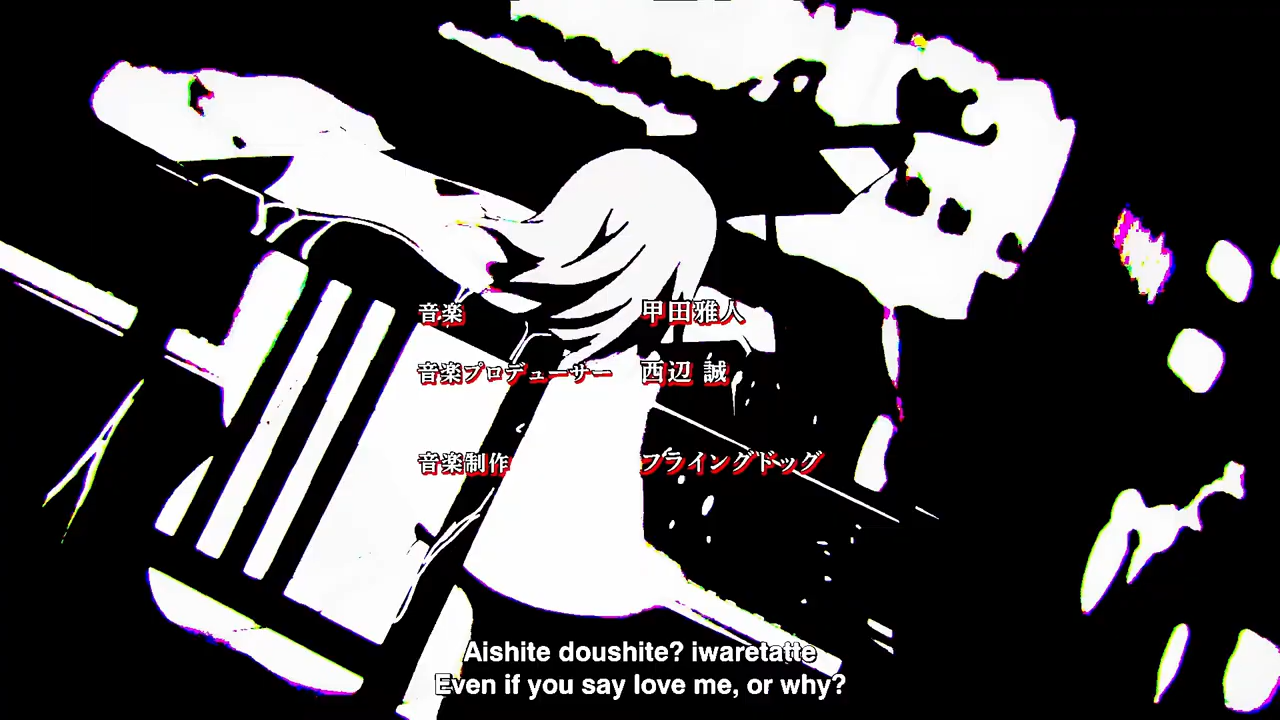 音楽 甲田雅人
音楽プロデューサー 西辺 誠
音楽制作 フライングドッグ
Aishite doushite? iwaretatte
Even if you say love me, or why?